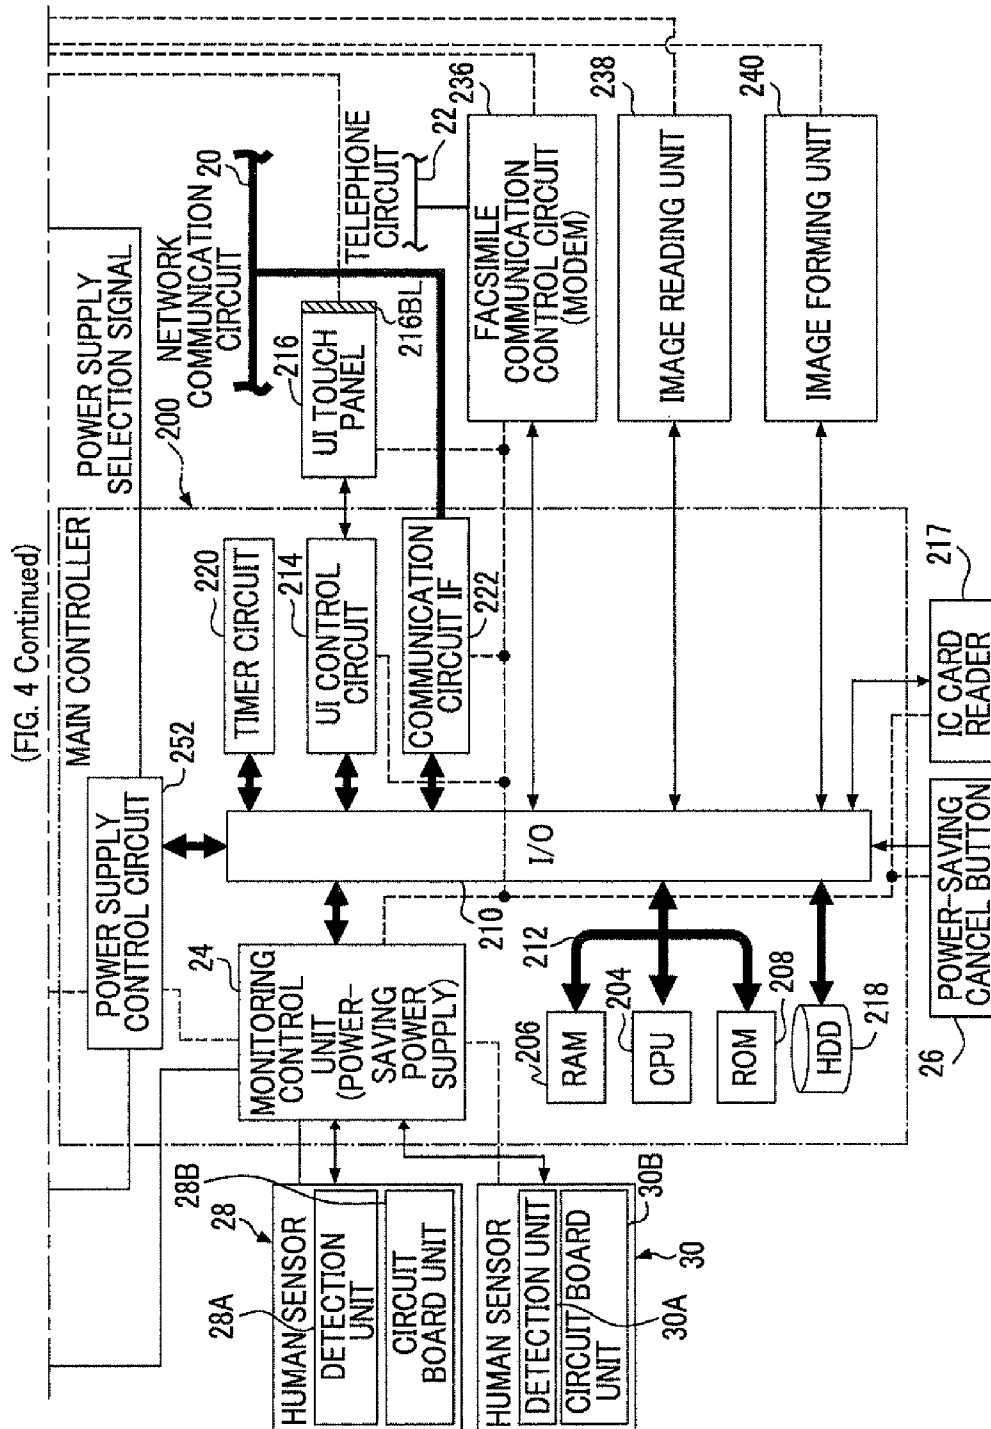 (FIG. 4 Continued)
POWER SUPPLY
SELECTION SIGNAL
MAIN CONTROLLER
200
POWER SUPPLY
CONTROL CIRCUIT
252
NETWORK
COMMUNICATION
CIRCUIT
20
TIMER CIRCUIT
220
UI CONTROL
CIRCUIT
214
UI TOUCH
PANEL
216
216BL
COMMUNICATION
CIRCUIT IF
222
TELEPHONE
CIRCUIT
22
FACSIMILE
COMMUNICATION
CONTROL CIRCUIT
(MODEM)
236
IMAGE READING UNIT
238
IMAGE FORMING UNIT
240
I/O
210
MONITORING
CONTROL
UNIT
(POWER-
SAVING
POWER
SUPPLY)
24
212
RAM
206
CPU
204
ROM
208
HDD
218
HUMAN SENSOR
28
DETECTION
UNIT
28A
CIRCUIT
BOARD UNIT
28B
HUMAN SENSOR
30
DETECTION UNIT
30A
CIRCUIT BOARD
UNIT
30B
POWER-SAVING
CANCEL BUTTON
26
IC CARD
READER
217